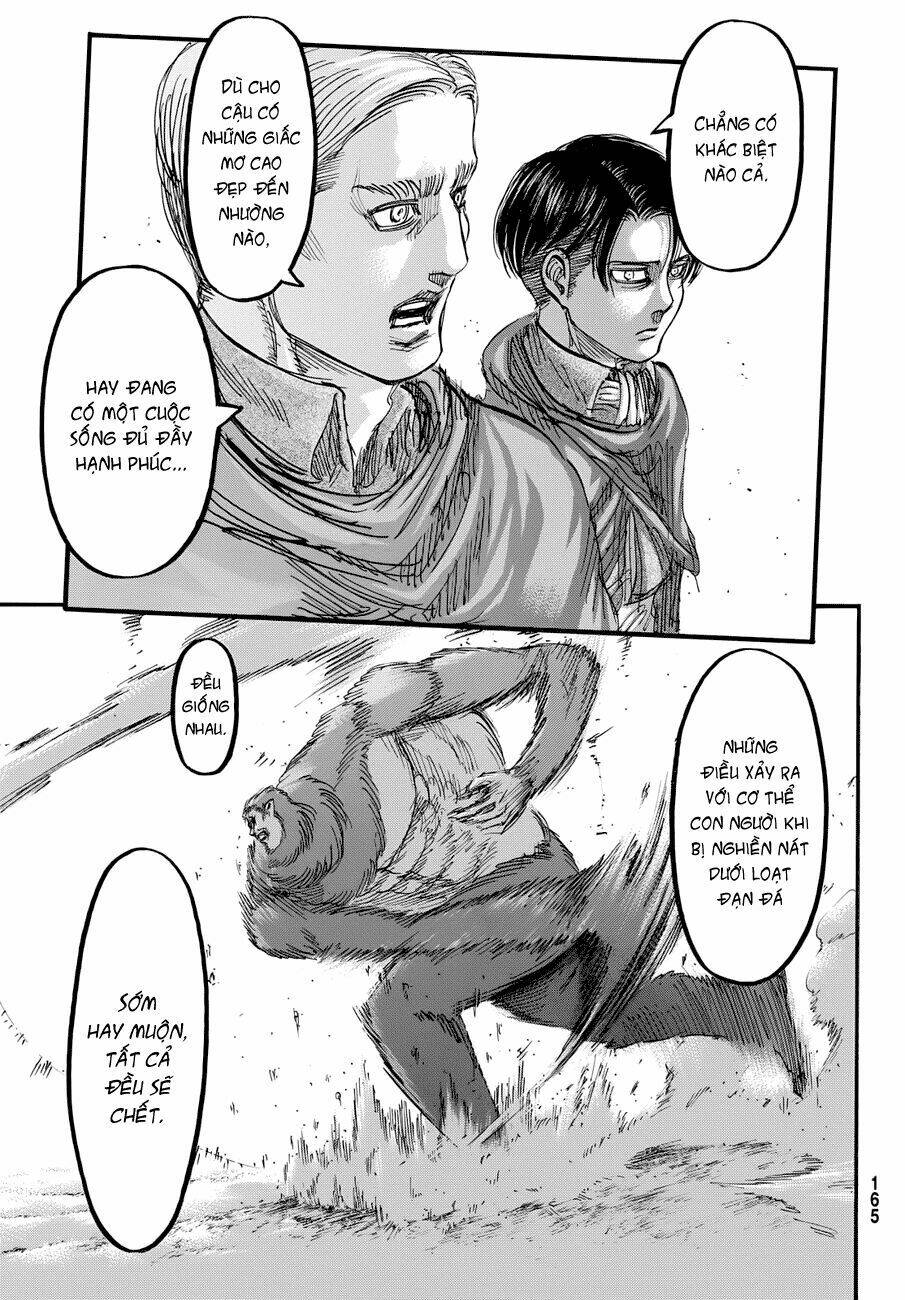 CHẲNG CÓ
KHÁC BIỆT
NÀO CẢ.
DÙ CHO
CẬU CÓ
NHỮNG GIẤC
MƠ CAO
ĐẸP ĐẾN
NHƯỜNG
NÀO,
HAY ĐANG
CÓ MỘT CUỘC
SỐNG ĐỦ ĐẦY
HẠNH PHÚC...
NHỮNG
ĐIỀU XẢY RA
VỚI CƠ THỂ
CON NGƯỜI KHI
BỊ NGHIỀN NÁT
DƯỚI LOẠT
ĐẠN ĐÁ
ĐỀU
GIỐNG
NHAU.
SỚM
HAY MUỘN,
TẤT CẢ
ĐỀU SẼ
CHẾT.
165